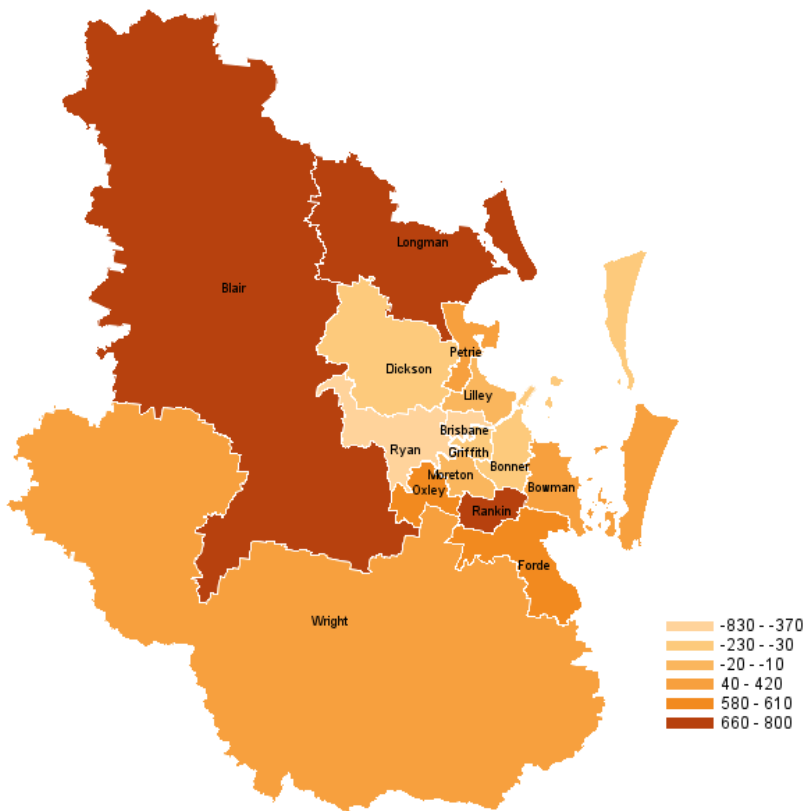 Longman
Blair
Petrie
Dickson
Lilley
Brisbane
Ryan
Griffith
Bonner
Moreton
Oxley
Bowman
Rankin
Forde
Wright
-830 - -370
-230 - -30
-20 - -10
40 - 420
580 - 610
660 - 800